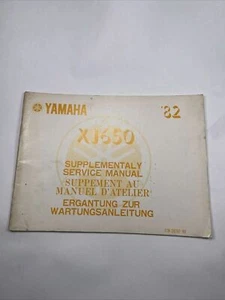 YAMAHA '82
XJ650
SUPPLEMENTALY
SERVICE MANUAL
SUPPEMENT AU
MANUEL D'ATELIER
ERGANTUNG ZUR
WARTUNGSANLEITUNG